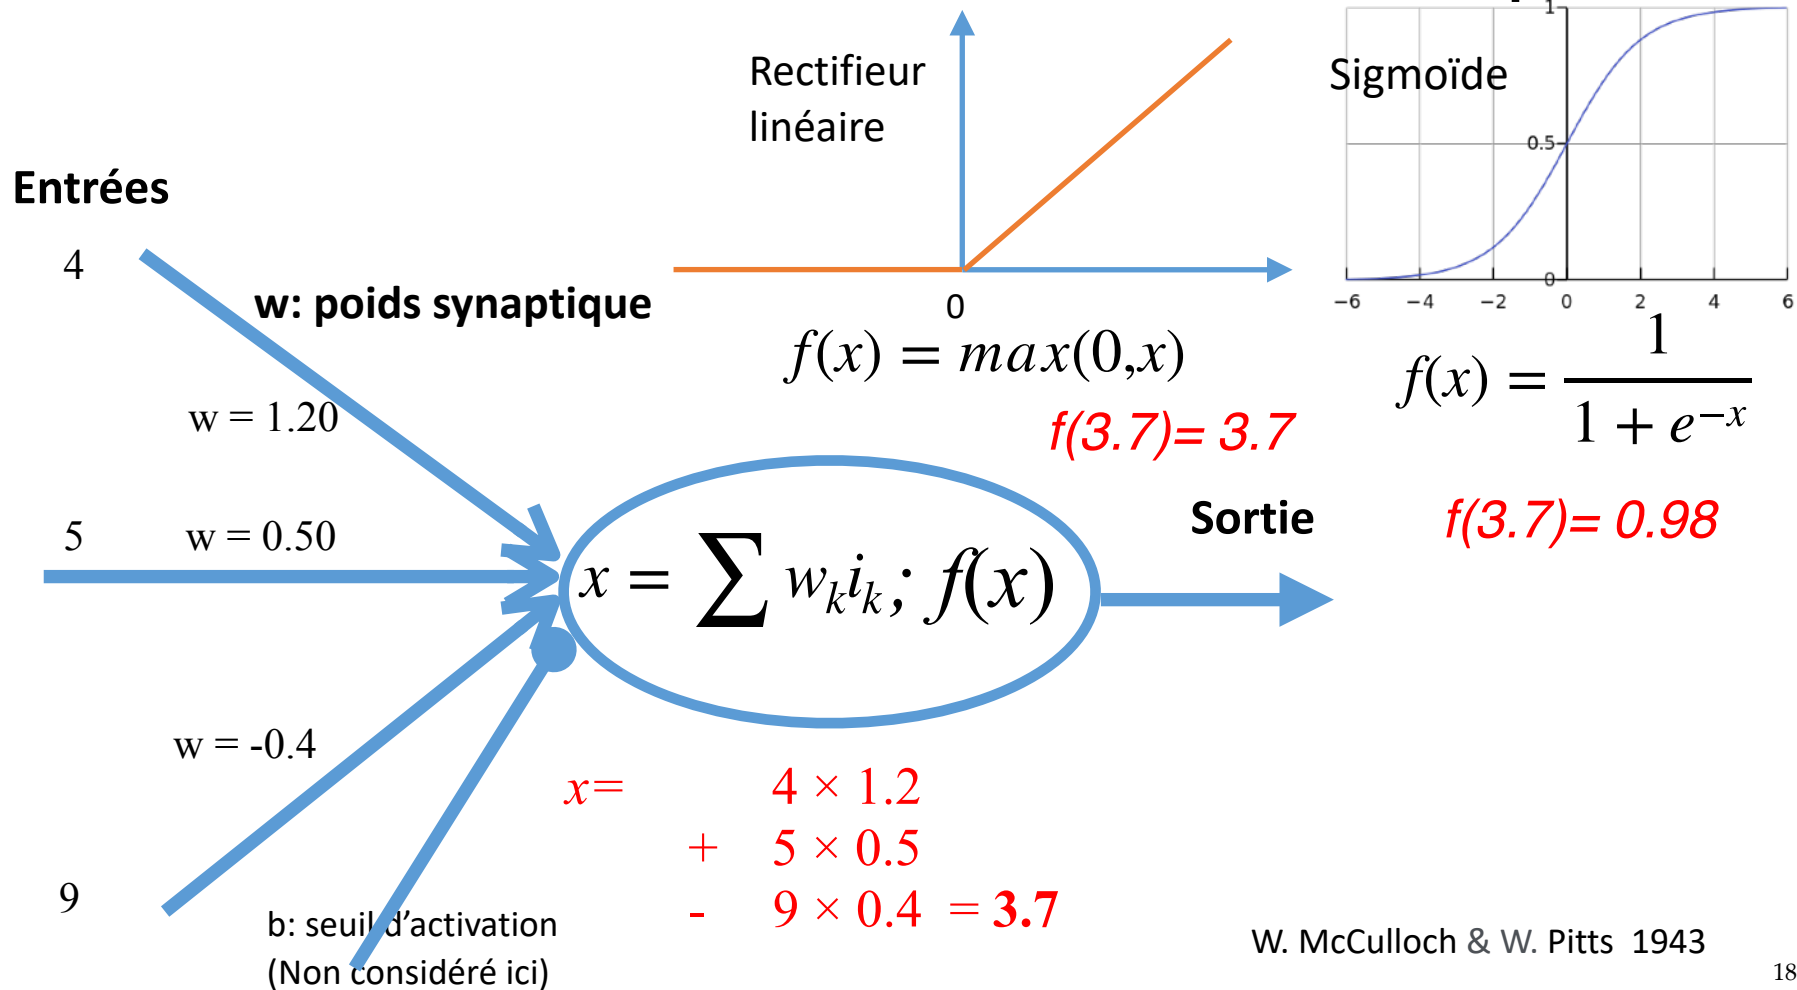 Rectifieur
linéaire
0
f(x) = max(0,x)
f(3.7)= 3.7
Sigmoïde
1
0.5
0
−6 −4 −2 0 2 4 6
f(x) = 1 / (1 + e^{−x})
f(3.7)= 0.98
Entrées
4
w: poids synaptique
w = 1.20
5 w = 0.50
x = ∑ w_k i_k; f(x)
Sortie
w = -0.4
9
x= 4 × 1.2
+ 5 × 0.5
- 9 × 0.4 = 3.7
b: seuil d’activation
(Non considéré ici)
W. McCulloch & W. Pitts 1943
18